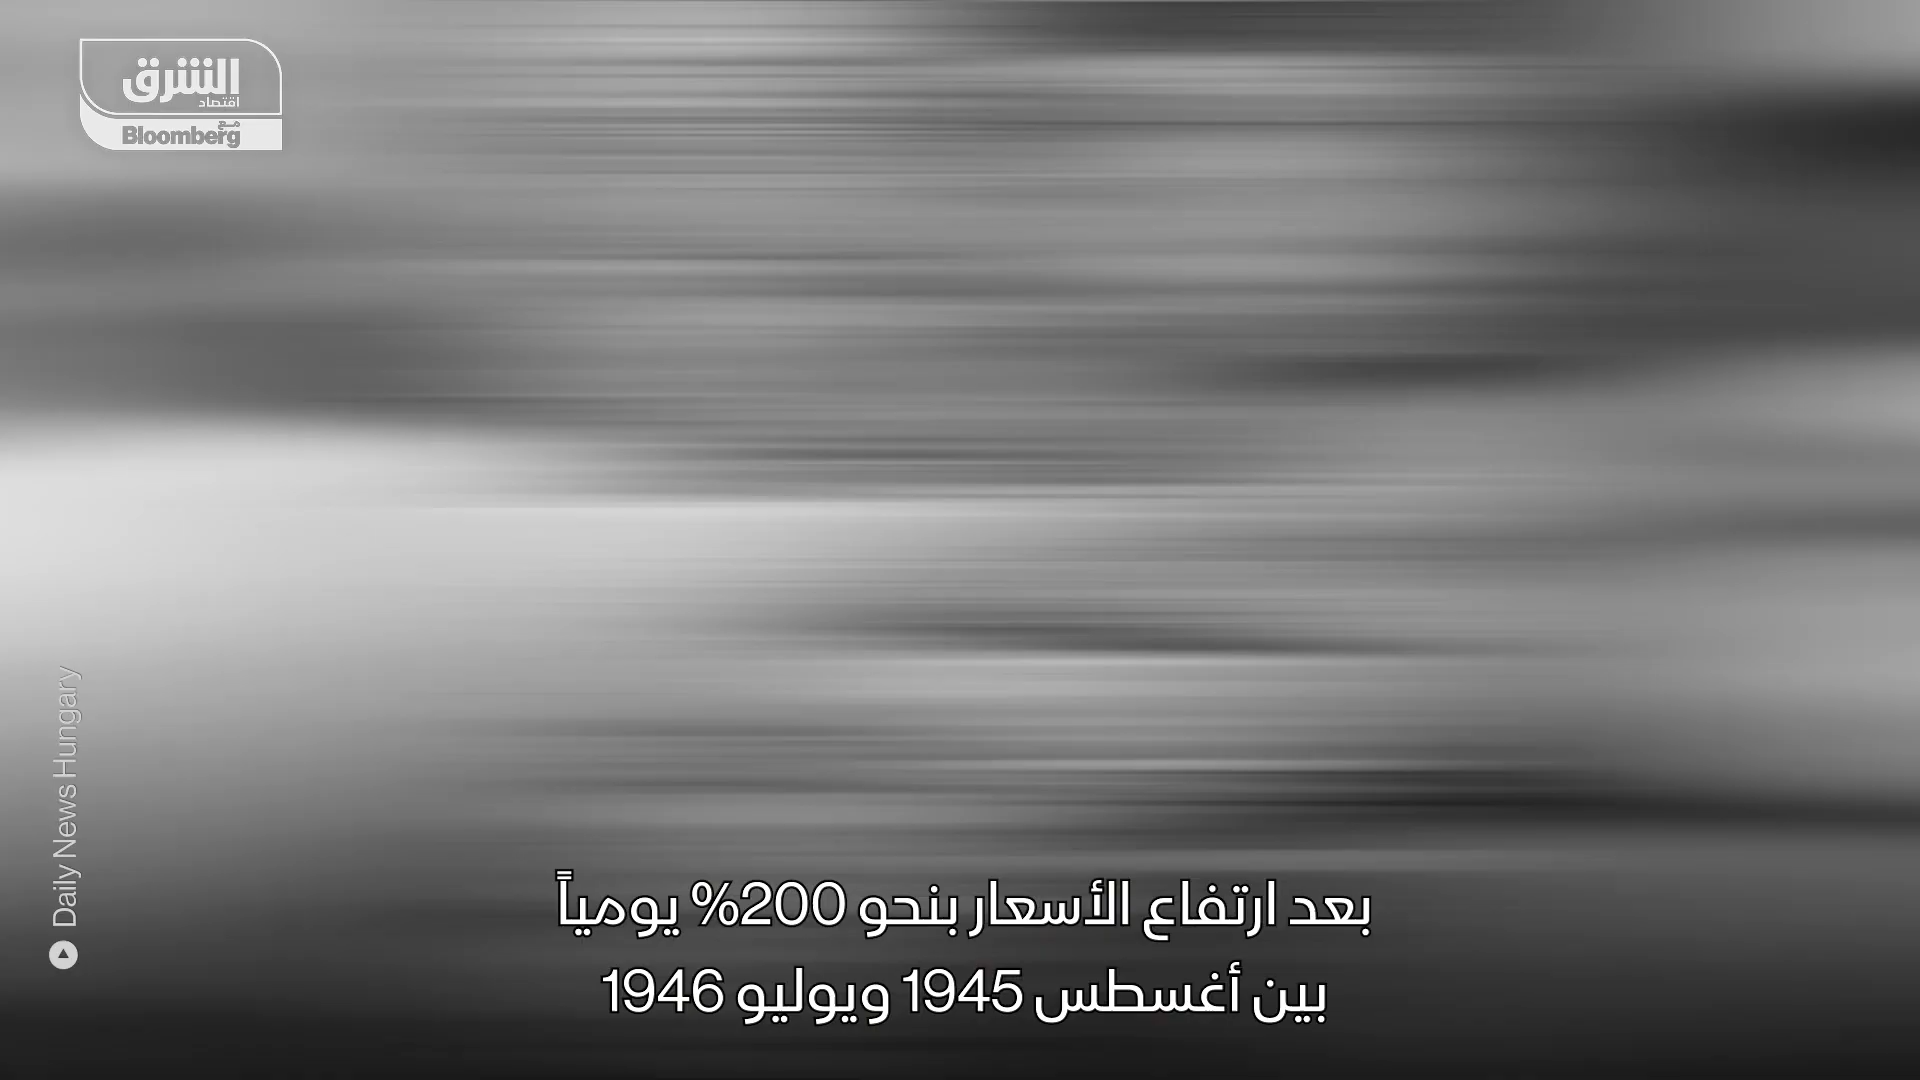 الشرق
اقتصاد
مع
Bloomberg
Daily News Hungary
بعد ارتفاع الأسعار بنحو 200% يومياً
بين أغسطس 1945 ويوليو 1946